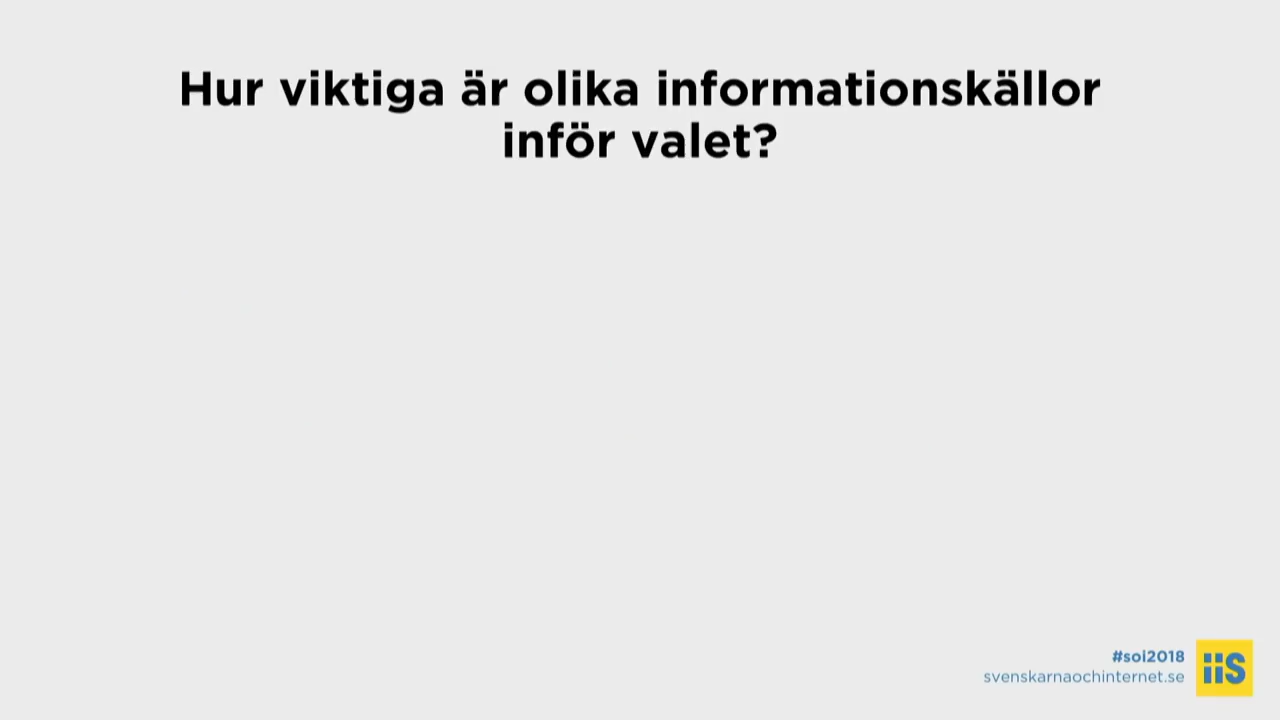 Hur viktiga är olika informationskällor
inför valet?
#soi2018
svenskarnaochinternet.se
iis